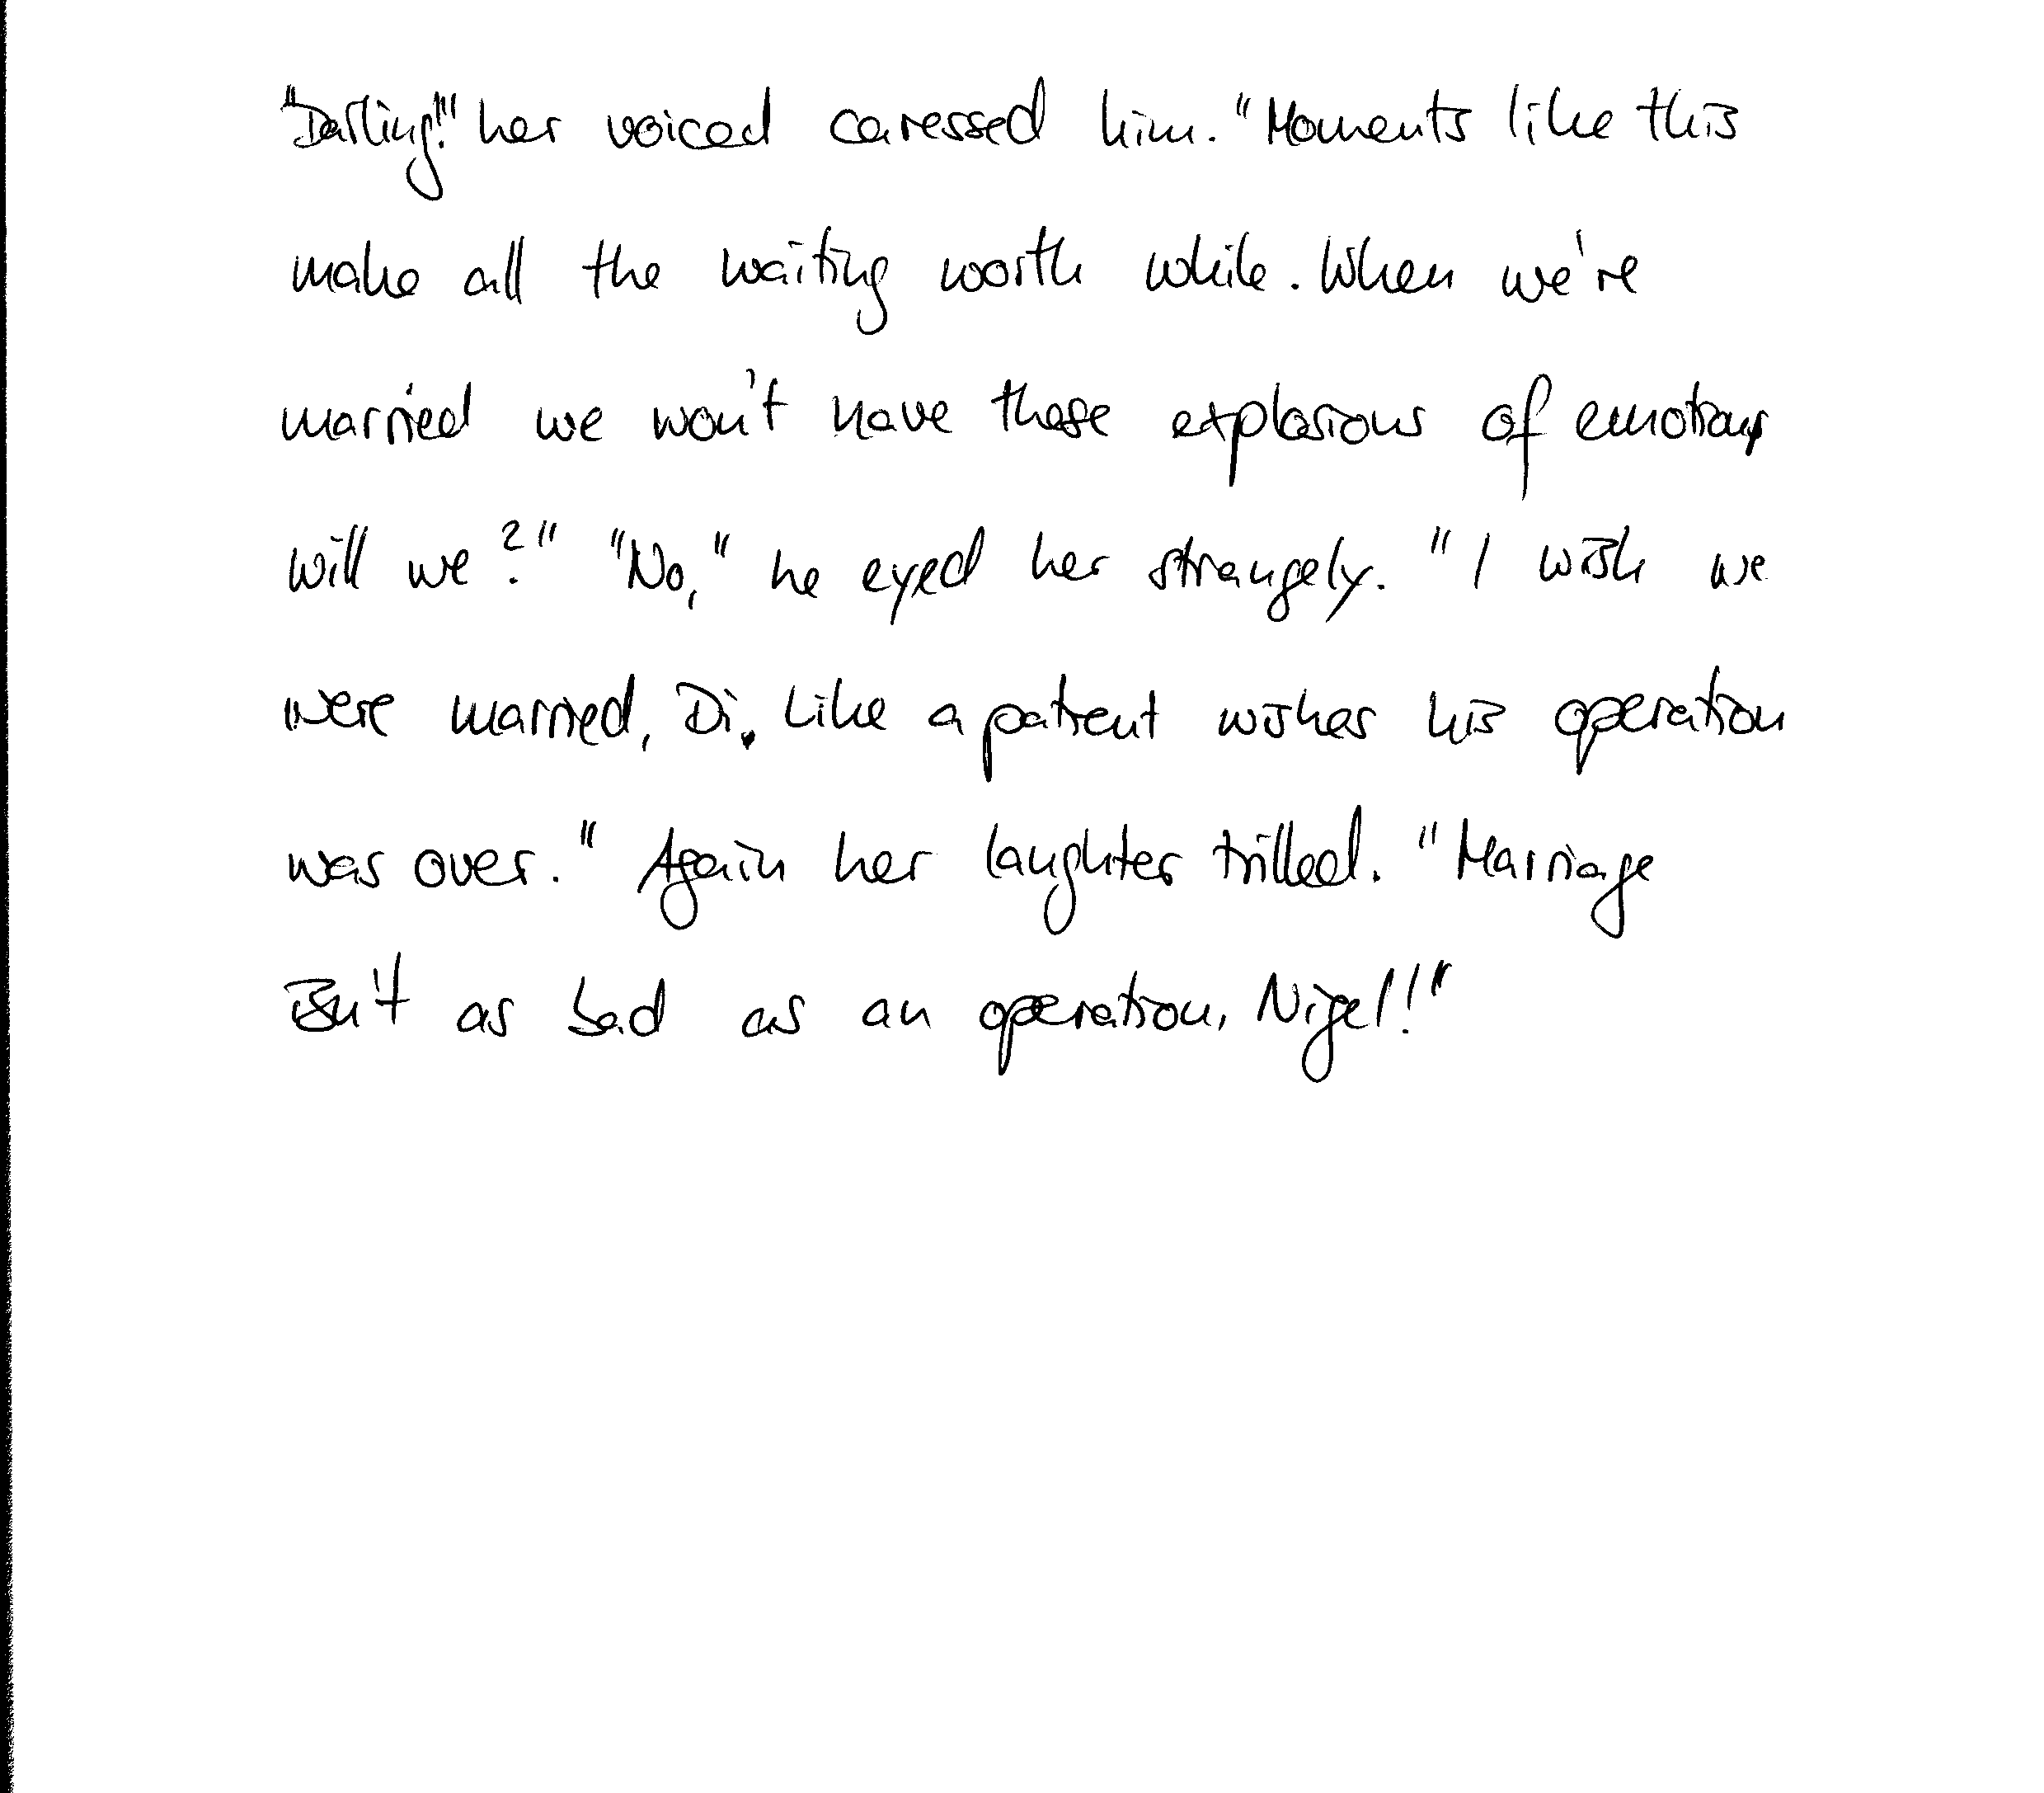 "Darling!" her voiced caressed him. "Moments like this
make all the waiting worth while. When we're
married we won't have these explosions of emotions
will we?" "No," he eyed her strangely. "I wish we
were married, Di. Like a patient wishes his operation
was over." Again her laughter trilled. "Marriage
isn't as bad as an operation, Nigel!"